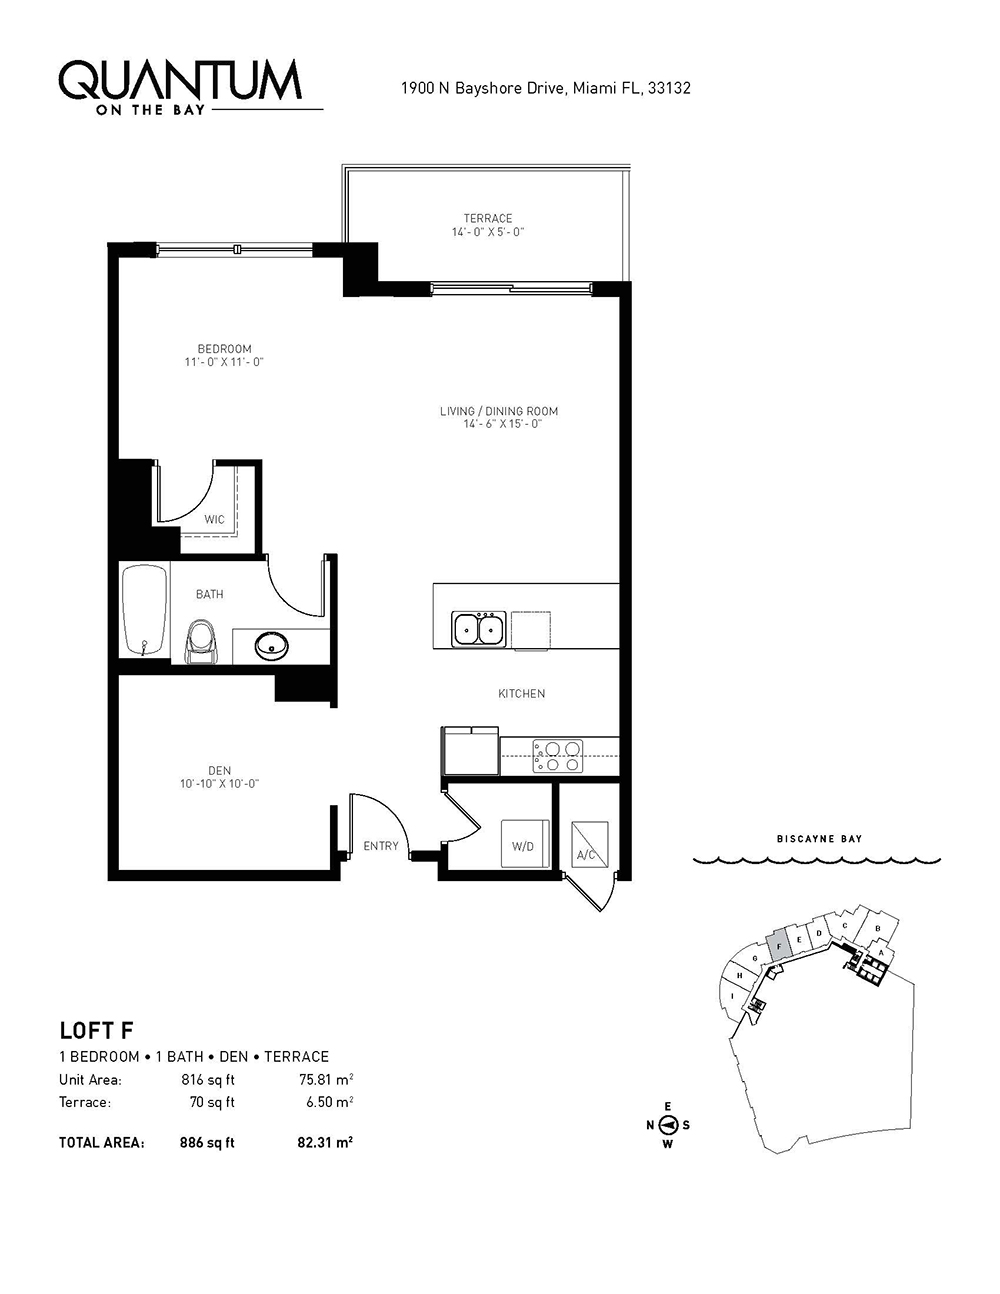 QUANTUM
ON THE BAY
1900 N Bayshore Drive, Miami FL, 33132
TERRACE
14'- 0" X 5'- 0"
BEDROOM
11'- 0" X 11'- 0"
LIVING / DINING ROOM
14'- 6" X 15'- 0"
WIC
BATH
KITCHEN
DEN
10'-10" X 10'-0"
ENTRY
W/D
A/C
BISCAYNE BAY
A
B
C
D
E
F
G
H
I
LOFT F
1 BEDROOM • 1 BATH • DEN • TERRACE
Unit Area: 816 sq ft 75.81 m²
Terrace: 70 sq ft 6.50 m²
TOTAL AREA: 886 sq ft 82.31 m²
E
N S
W